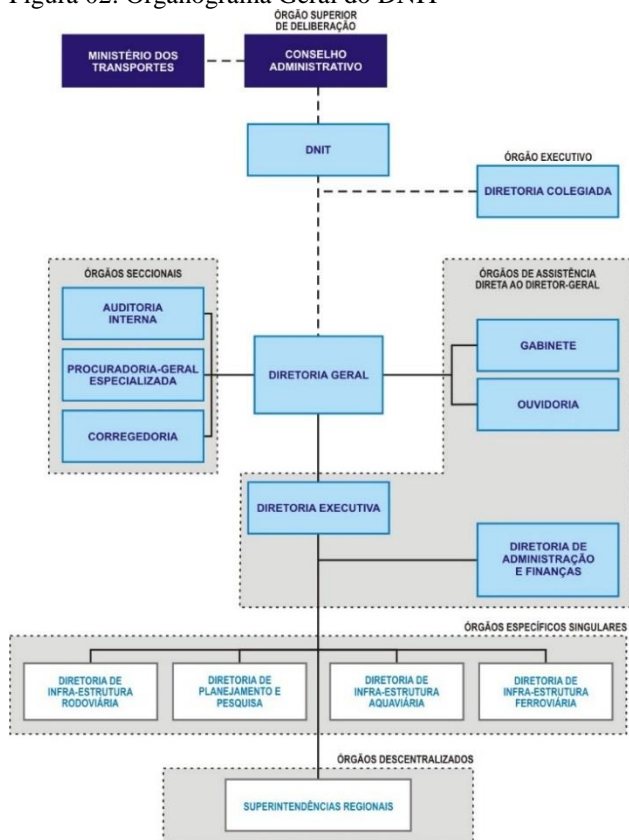 Figura 02: Organograma Geral do DNIT
ÓRGÃO SUPERIOR
DE DELIBERAÇÃO
MINISTÉRIO DOS
TRANSPORTES
CONSELHO
ADMINISTRATIVO
DNIT
ÓRGÃO EXECUTIVO
DIRETORIA COLEGIADA
ÓRGÃOS SECCIONAIS
AUDITORIA
INTERNA
PROCURADORIA-GERAL
ESPECIALIZADA
CORREGEDORIA
DIRETORIA GERAL
ÓRGÃOS DE ASSISTÊNCIA
DIRETA AO DIRETOR-GERAL
GABINETE
OUVIDORIA
DIRETORIA EXECUTIVA
DIRETORIA DE
ADMINISTRAÇÃO
E FINANÇAS
ÓRGÃOS ESPECÍFICOS SINGULARES
DIRETORIA DE
INFRA-ESTRUTURA
RODOVIÁRIA
DIRETORIA DE
PLANEJAMENTO E
PESQUISA
DIRETORIA DE
INFRA-ESTRUTURA
AQUAVIÁRIA
DIRETORIA DE
INFRA-ESTRUTURA
FERROVIÁRIA
ÓRGÃOS DESCENTRALIZADOS
SUPERINTENDÊNCIAS REGIONAIS